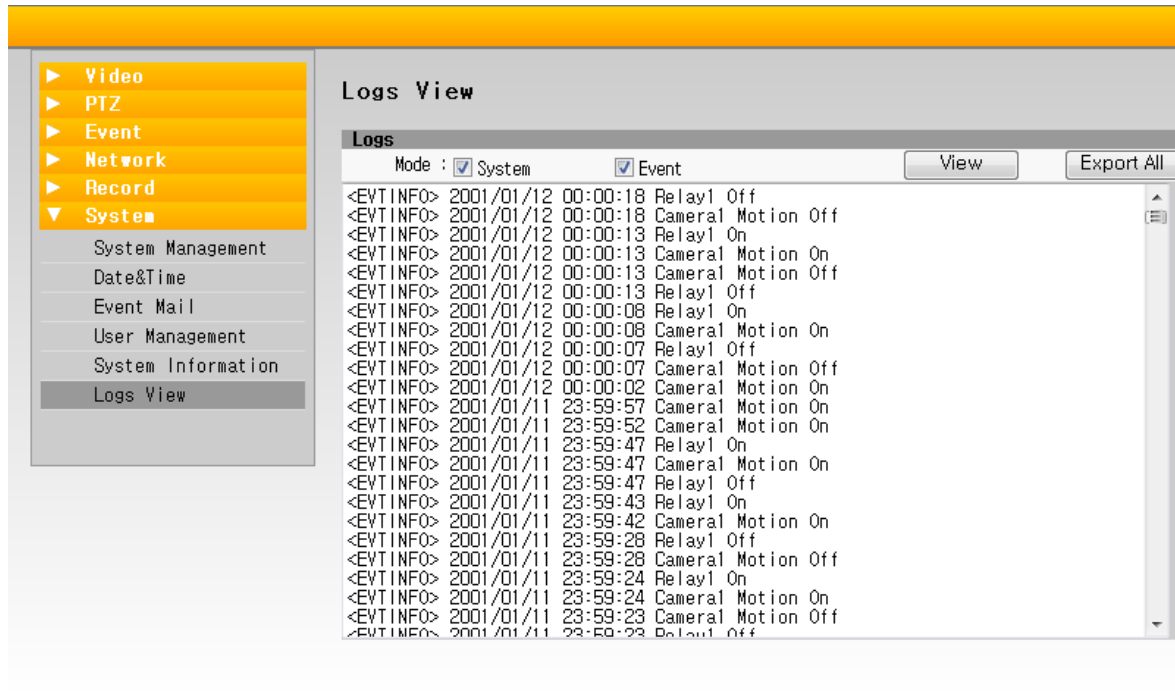 Video
PTZ
Event
Network
Record
System
System Management
Date&Time
Event Mail
User Management
System Information
Logs View
Logs View
Logs
Mode : System Event View Export All
<EVTINFO> 2001/01/12 00:00:18 Relay1 Off
<EVTINFO> 2001/01/12 00:00:18 Camera1 Motion Off
<EVTINFO> 2001/01/12 00:00:13 Relay1 On
<EVTINFO> 2001/01/12 00:00:13 Camera1 Motion On
<EVTINFO> 2001/01/12 00:00:13 Camera1 Motion Off
<EVTINFO> 2001/01/12 00:00:13 Relay1 Off
<EVTINFO> 2001/01/12 00:00:08 Relay1 On
<EVTINFO> 2001/01/12 00:00:08 Camera1 Motion On
<EVTINFO> 2001/01/12 00:00:07 Relay1 Off
<EVTINFO> 2001/01/12 00:00:07 Camera1 Motion Off
<EVTINFO> 2001/01/12 00:00:02 Camera1 Motion On
<EVTINFO> 2001/01/11 23:59:57 Camera1 Motion On
<EVTINFO> 2001/01/11 23:59:52 Camera1 Motion On
<EVTINFO> 2001/01/11 23:59:47 Relay1 On
<EVTINFO> 2001/01/11 23:59:47 Camera1 Motion On
<EVTINFO> 2001/01/11 23:59:47 Relay1 Off
<EVTINFO> 2001/01/11 23:59:43 Relay1 On
<EVTINFO> 2001/01/11 23:59:42 Camera1 Motion On
<EVTINFO> 2001/01/11 23:59:28 Relay1 Off
<EVTINFO> 2001/01/11 23:59:28 Camera1 Motion Off
<EVTINFO> 2001/01/11 23:59:24 Relay1 On
<EVTINFO> 2001/01/11 23:59:24 Camera1 Motion On
<EVTINFO> 2001/01/11 23:59:23 Camera1 Motion Off
<EVTINFO> 2001/01/11 23:59:23 Relay1 Off